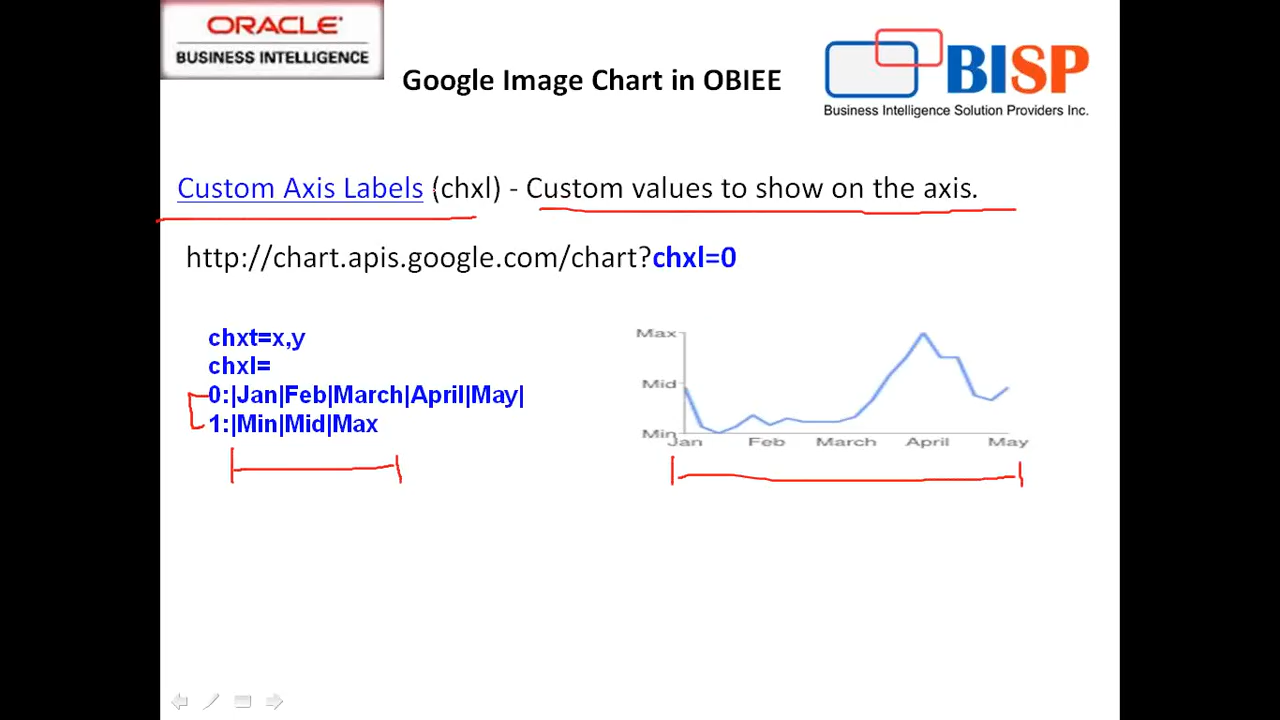 ORACLE
BUSINESS INTELLIGENCE
Google Image Chart in OBIEE
BISP
Business Intelligence Solution Providers Inc.
Custom Axis Labels (chxl) - Custom values to show on the axis.
http://chart.apis.google.com/chart?chxl=0
chxt=x,y
chxl=
0:|Jan|Feb|March|April|May|
1:|Min|Mid|Max
Max
Mid
Min
Jan Feb March April May